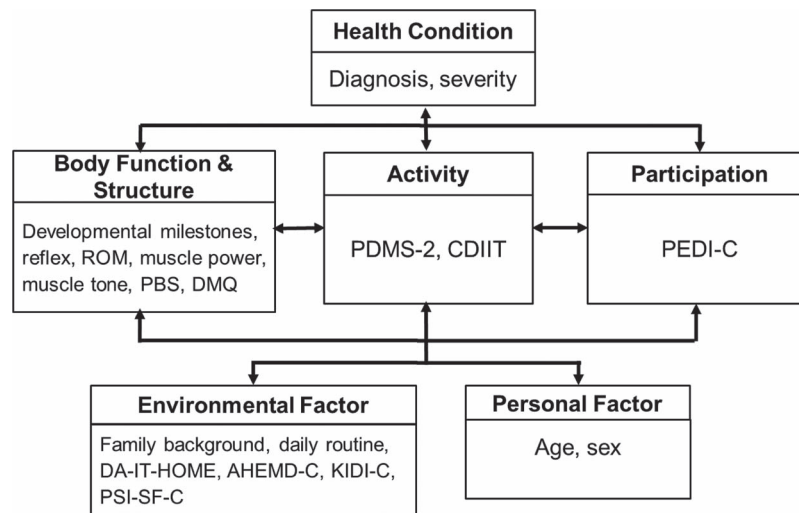 Health Condition
Diagnosis, severity
Body Function &
Structure
Developmental milestones,
reflex, ROM, muscle power,
muscle tone, PBS, DMQ
Activity
PDMS-2, CDIIT
Participation
PEDI-C
Environmental Factor
Family background, daily routine,
DA-IT-HOME, AHEMD-C, KIDI-C,
PSI-SF-C
Personal Factor
Age, sex